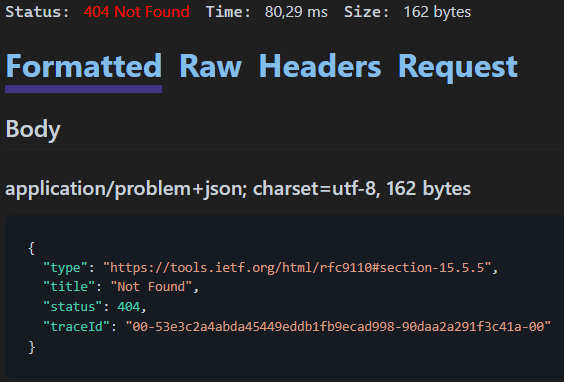 Status: 404 Not Found Time: 80,29 ms Size: 162 bytes
Formatted Raw Headers Request
Body
application/problem+json; charset=utf-8, 162 bytes
{
"type": "https://tools.ietf.org/html/rfc9110#section-15.5.5",
"title": "Not Found",
"status": 404,
"traceId": "00-53e3c2a4abda45449eddb1fb9ecad998-90daa2a291f3c41a-00"
}